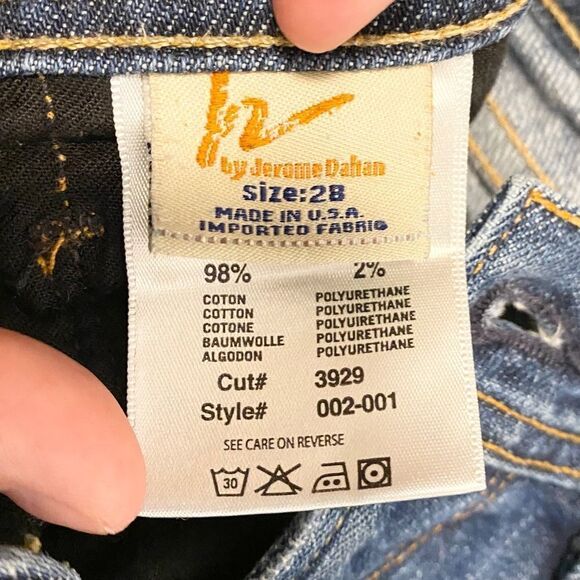 by Jerome Dahan
Size:28
MADE IN U.S.A.
IMPORTED FABRIC
98% 2%
COTON POLYURETHANE
COTTON POLYURETHANE
COTONE POLYUIRETHANE
BAUMWOLLE POLYURETHANE
ALGODON POLYURETHANE
Cut# 3929
Style# 002-001
SEE CARE ON REVERSE
30